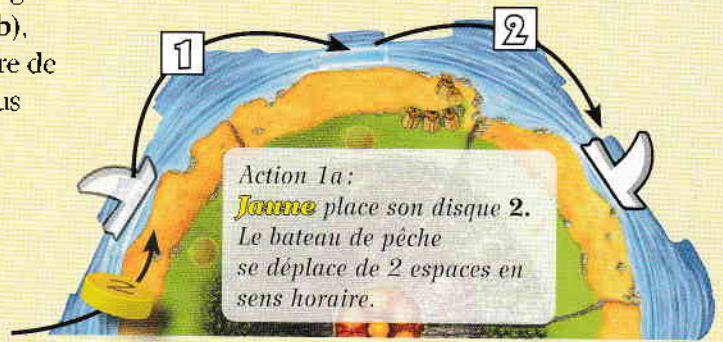 b),
re de
us
1
2
Action 1a:
Jaune place son disque 2.
Le bateau de pêche
se déplace de 2 espaces en
sens horaire.
2